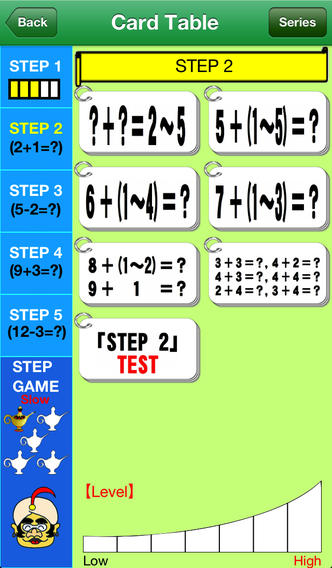 Back
Card Table
Series
STEP 1
STEP 2
(2+1=?)
STEP 3
(5-2=?)
STEP 4
(9+3=?)
STEP 5
(12-3=?)
STEP
GAME
Slow
STEP 2
?+?=2~5
5+(1~5)=?
6+(1~4)=?
7+(1~3)=?
8+(1~2)=?
9+ 1 =?
3+3=?, 4+2=?
4+3=?, 4+4=?
2+4=?, 3+4=?
「STEP 2」
TEST
【Level】
Low
High